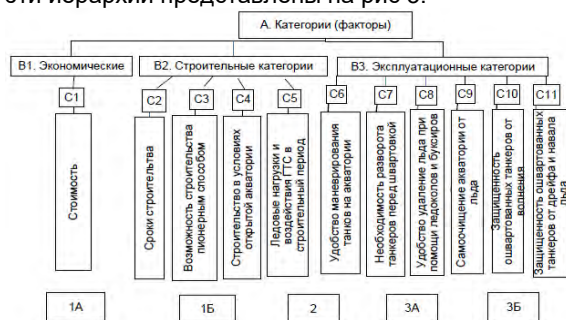 сти иерархии представлены на рис 3.
А. Категории (факторы)
В1. Экономические
В2. Строительные категории
В3. Эксплуатационные категории
С1
С2
С3
С4
С5
С6
С7
С8
С9
С10
С11
Стоимость
Сроки строительства
Возможность строительства
пионерным способом
Строительство в условиях
открытой акватории
Ледовые нагрузки и
воздействия ГТС в
строительный период
Удобство маневрирования
танков на акватории
Необходимость разворота
танкеров перед швартовкой
Удобство удаление льда при
помощи ледоколов и буксиров
Самоочищение акватории от
льда
Защищенность
ошвартованных танкеров от
волнения
Защищенность ошвартованных
танкеров от дрейфа и навала
льда
1А
1Б
2
3А
3Б